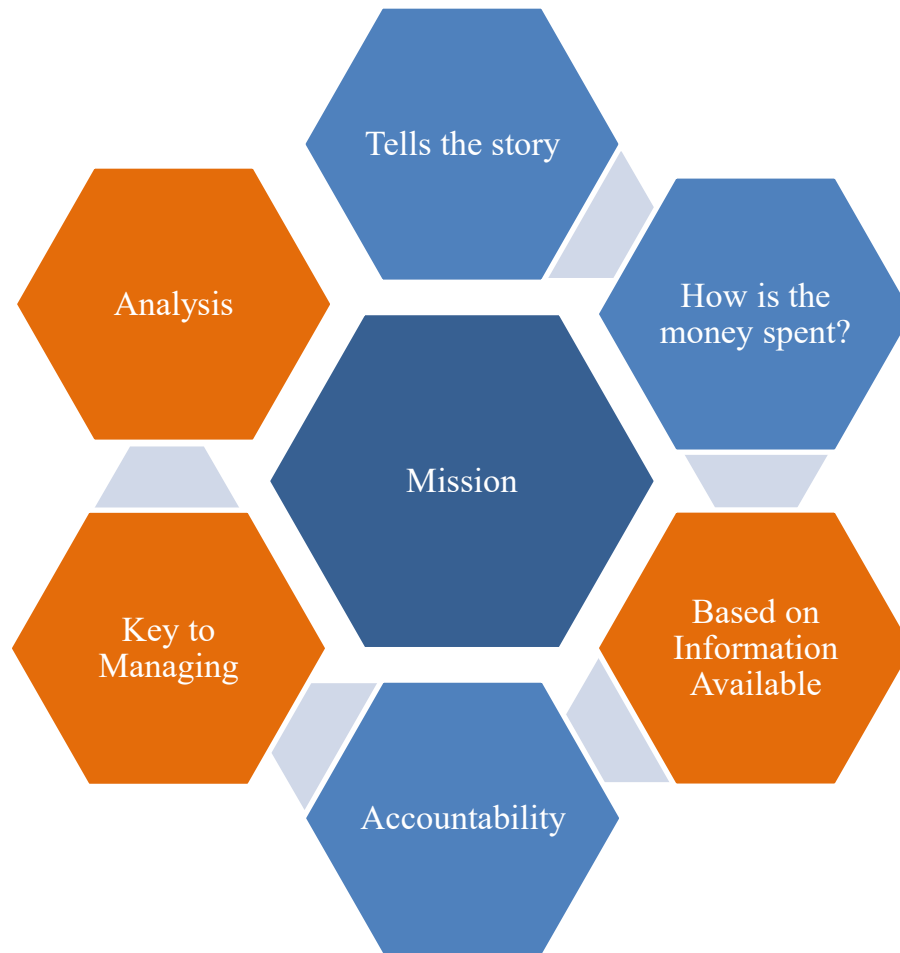 Tells the story
How is the
money spent?
Based on
Information
Available
Accountability
Key to
Managing
Analysis
Mission